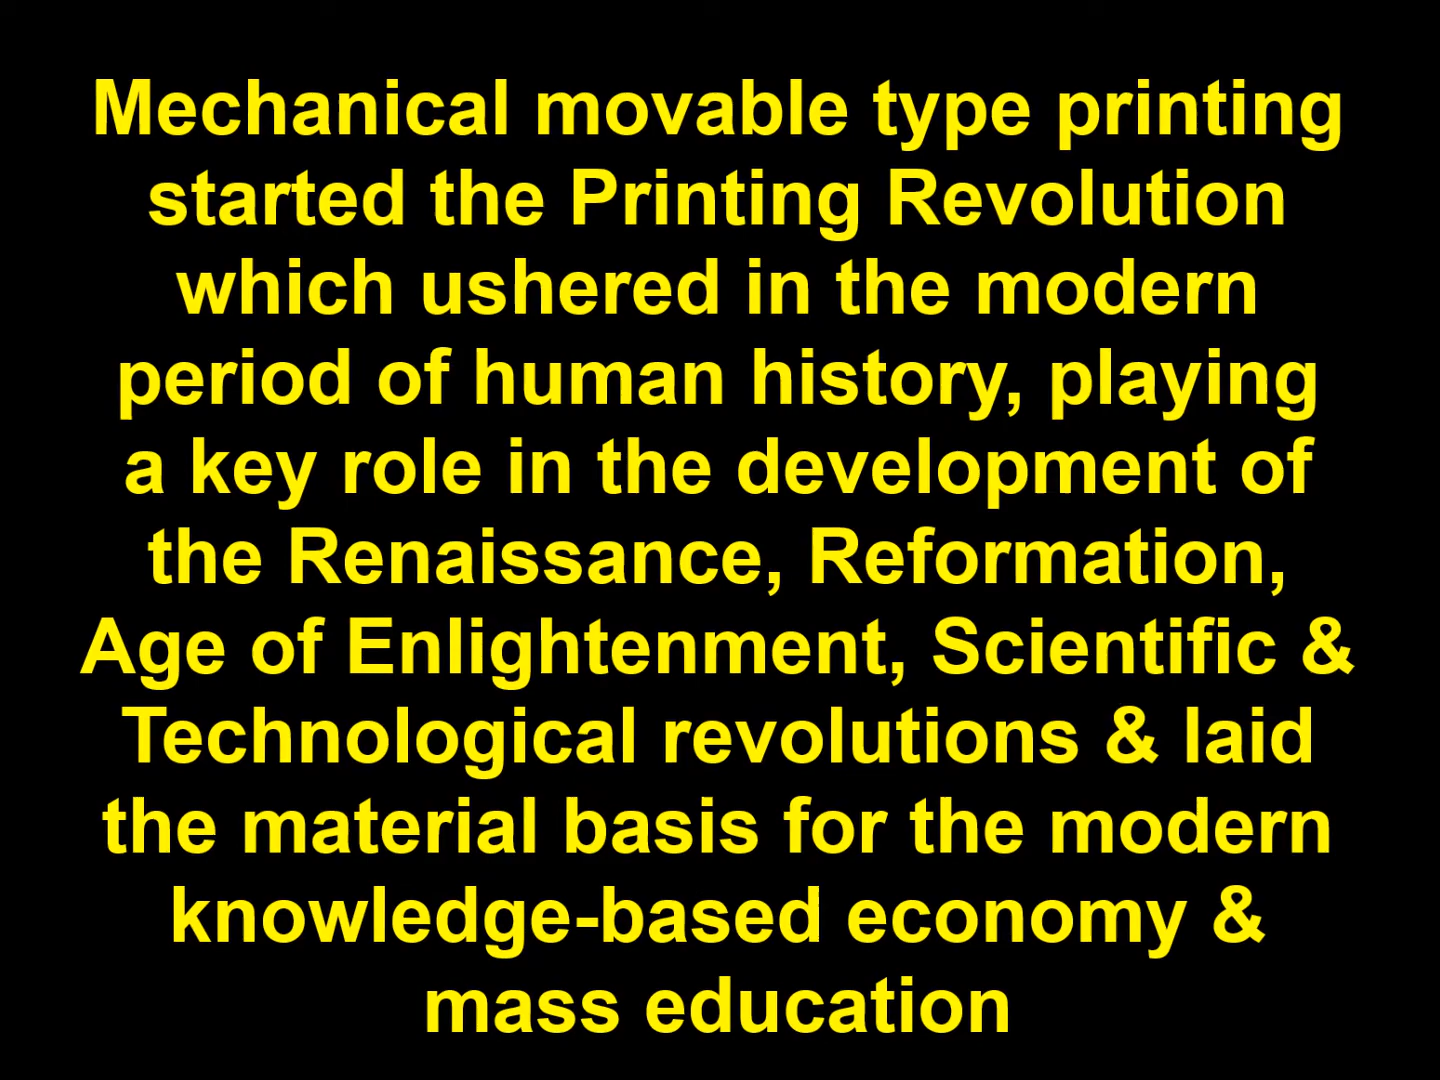 Mechanical movable type printing
started the Printing Revolution
which ushered in the modern
period of human history, playing
a key role in the development of
the Renaissance, Reformation,
Age of Enlightenment, Scientific &
Technological revolutions & laid
the material basis for the modern
knowledge-based economy &
mass education